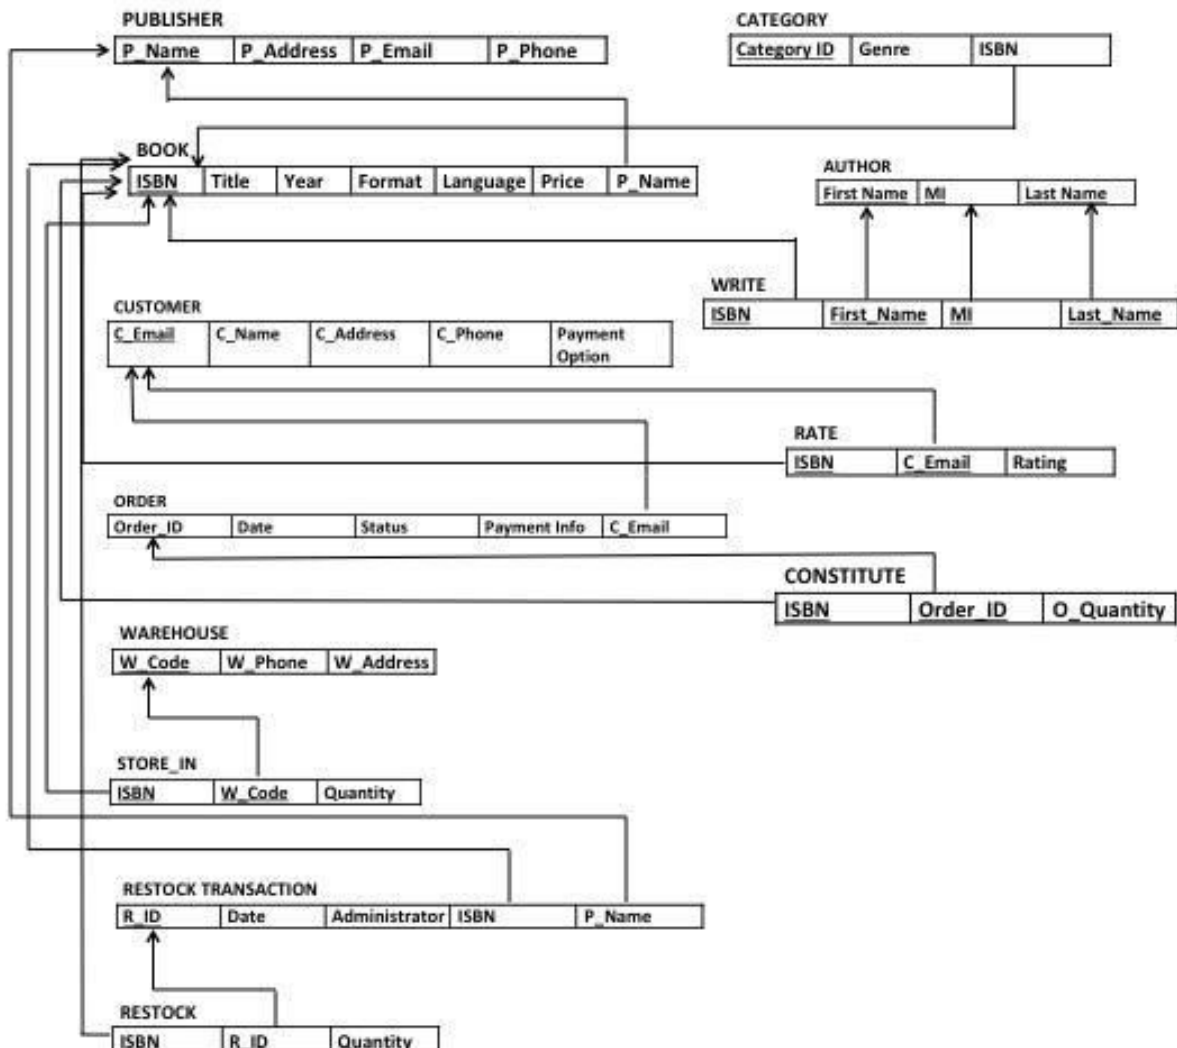 PUBLISHER
P_Name P_Address P_Email P_Phone
CATEGORY
Category ID Genre ISBN
BOOK
ISBN Title Year Format Language Price P_Name
AUTHOR
First Name MI Last Name
WRITE
ISBN First_Name MI Last_Name
CUSTOMER
C_Email C_Name C_Address C_Phone Payment
Option
RATE
ISBN C_Email Rating
ORDER
Order_ID Date Status Payment Info C_Email
CONSTITUTE
ISBN Order_ID O_Quantity
WAREHOUSE
W_Code W_Phone W_Address
STORE_IN
ISBN W_Code Quantity
RESTOCK TRANSACTION
R_ID Date Administrator ISBN P_Name
RESTOCK
ISBN R_ID Quantity